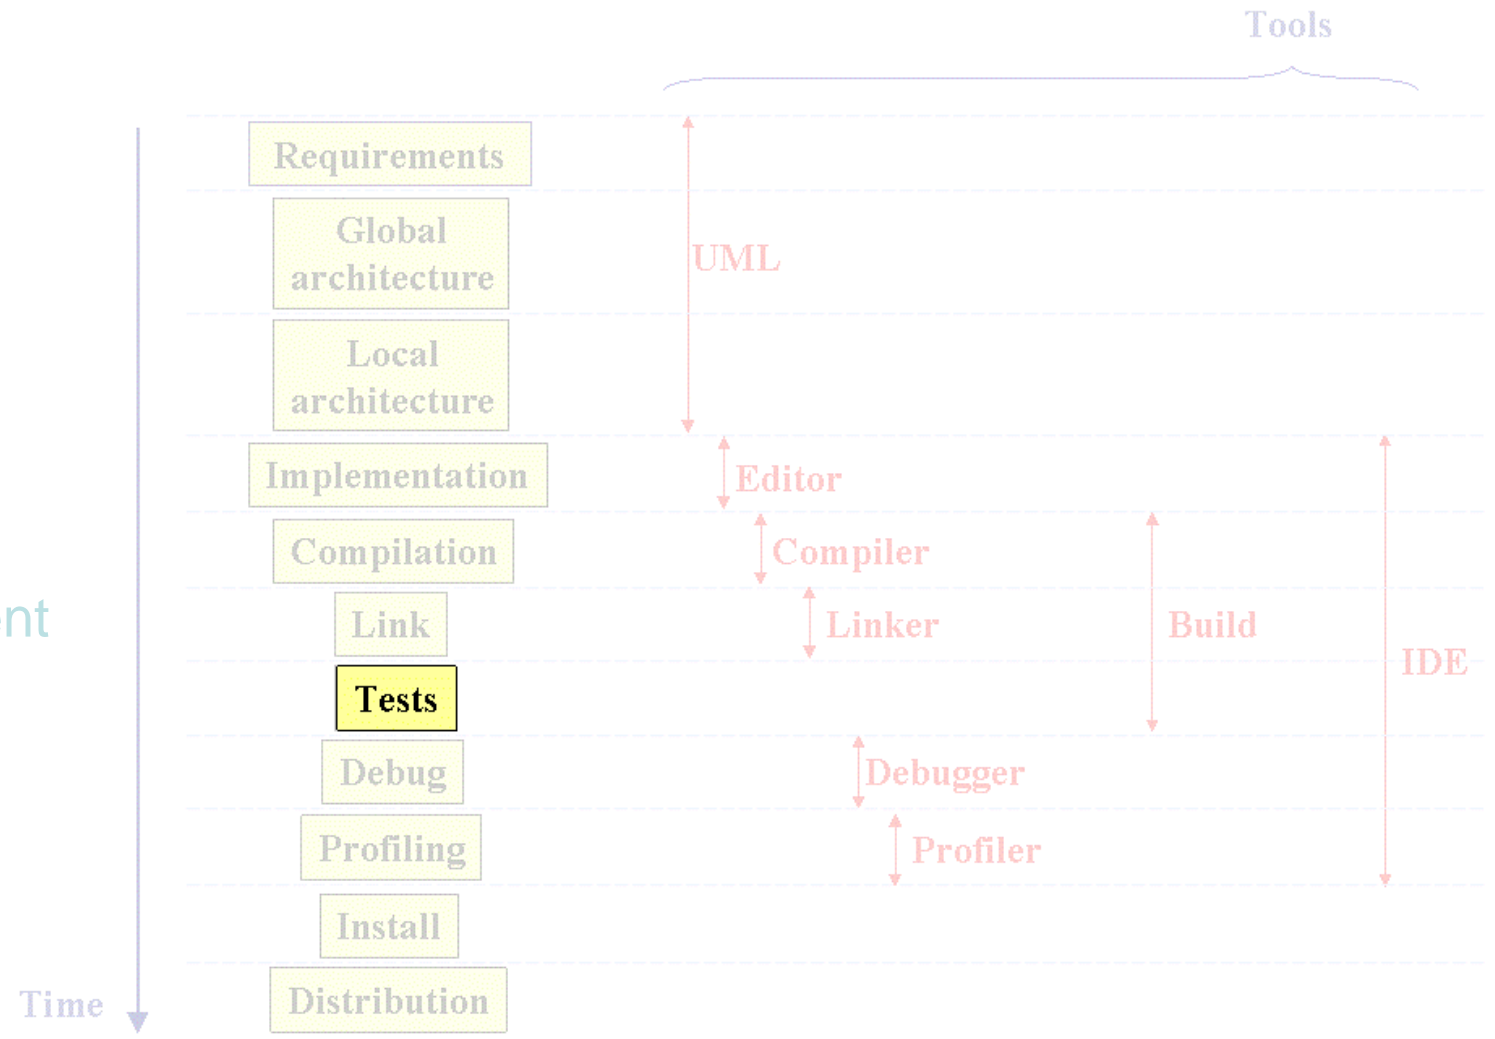 Tools
Requirements
Global
architecture
UML
Local
architecture
Implementation
Editor
Compilation
Compiler
Link
Linker
Build
ent
IDE
Tests
Debug
Debugger
Profiling
Profiler
Install
Distribution
Time